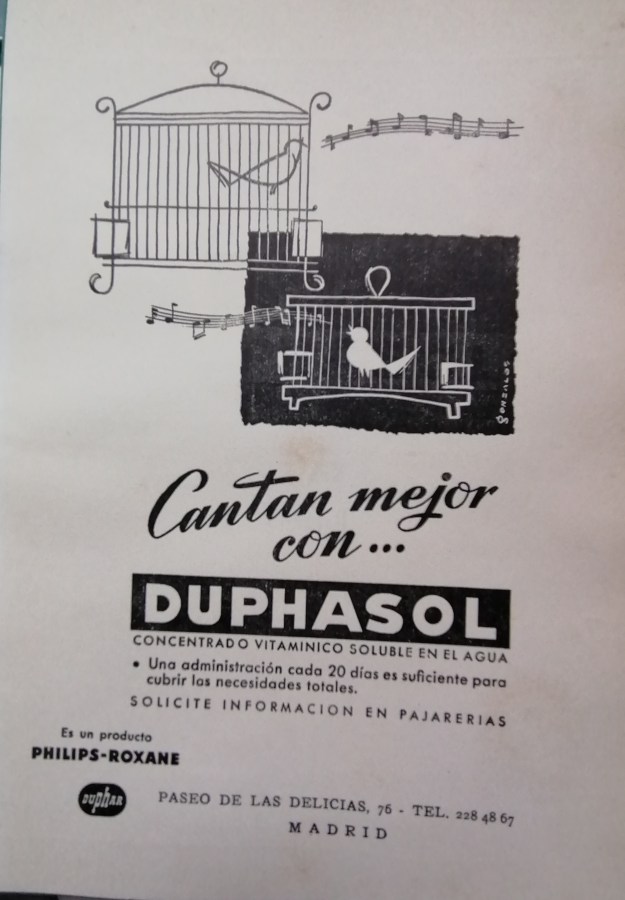 GONZALOS
Cantan mejor
con...
DUPHASOL
CONCENTRADO VITAMINICO SOLUBLE EN EL AGUA
• Una administración cada 20 días es suficiente para
cubrir las necesidades totales.
SOLICITE INFORMACION EN PAJARERIAS
Es un producto
PHILIPS-ROXANE
DUPHAR
PASEO DE LAS DELICIAS, 76 - TEL. 228 48 67
MADRID